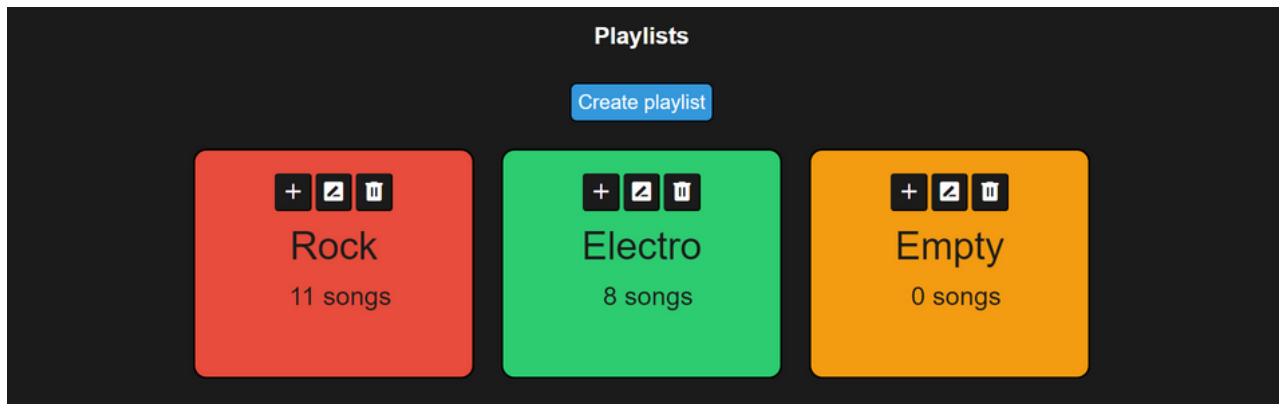 Playlists
Create playlist
Rock
11 songs
Electro
8 songs
Empty
0 songs